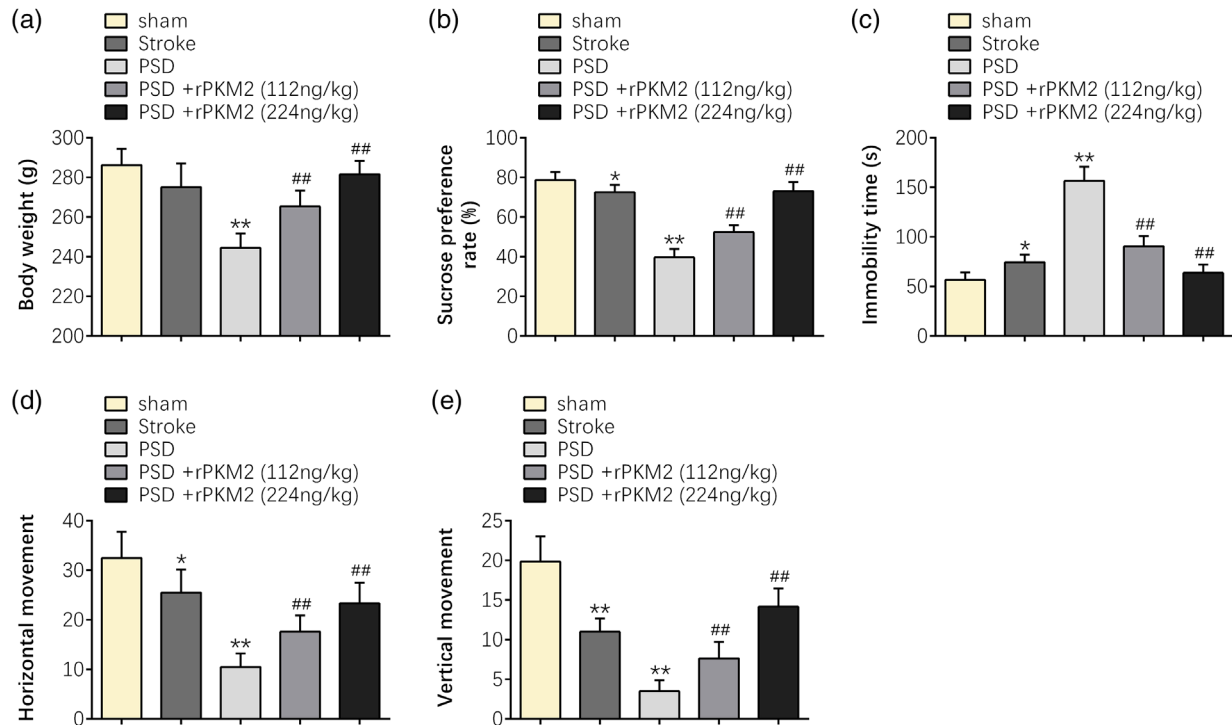 (a)
sham
Stroke
PSD
PSD +rPKM2 (112ng/kg)
PSD +rPKM2 (224ng/kg)
Body weight (g)
300
280
260
240
220
200
**
##
##
(b)
sham
Stroke
PSD
PSD +rPKM2 (112ng/kg)
PSD +rPKM2 (224ng/kg)
Sucrose preference
rate (%)
100
80
60
40
20
0
*
**
##
##
(c)
sham
Stroke
PSD
PSD +rPKM2 (112ng/kg)
PSD +rPKM2 (224ng/kg)
Immobility time (s)
200
150
100
50
0
*
**
##
##
(d)
sham
Stroke
PSD
PSD +rPKM2 (112ng/kg)
PSD +rPKM2 (224ng/kg)
Horizontal movement
40
30
20
10
0
*
**
##
##
(e)
sham
Stroke
PSD
PSD +rPKM2 (112ng/kg)
PSD +rPKM2 (224ng/kg)
Vertical movement
25
20
15
10
5
0
**
**
##
##